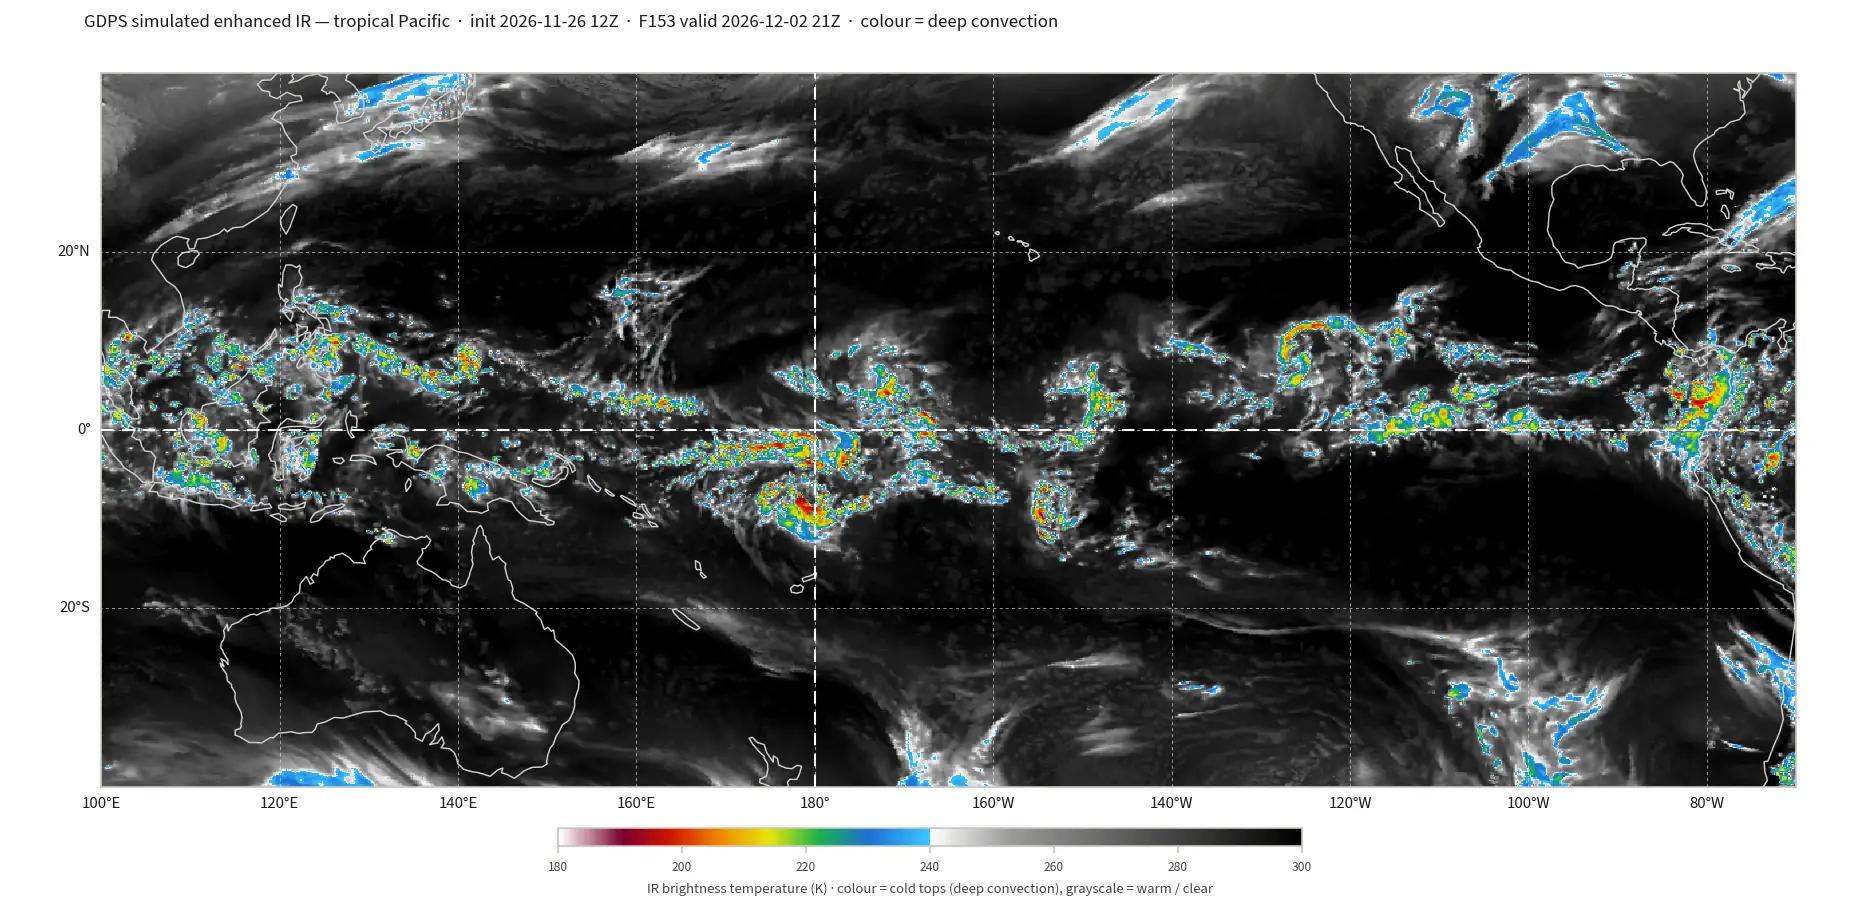 GDPS simulated enhanced IR — tropical Pacific · init 2026-11-26 12Z · F153 valid 2026-12-02 21Z · colour = deep convection
20°N
0°
20°S
100°E 120°E 140°E 160°E 180° 160°W 140°W 120°W 100°W 80°W
180 200 220 240 260 280 300
IR brightness temperature (K) · colour = cold tops (deep convection), grayscale = warm / clear